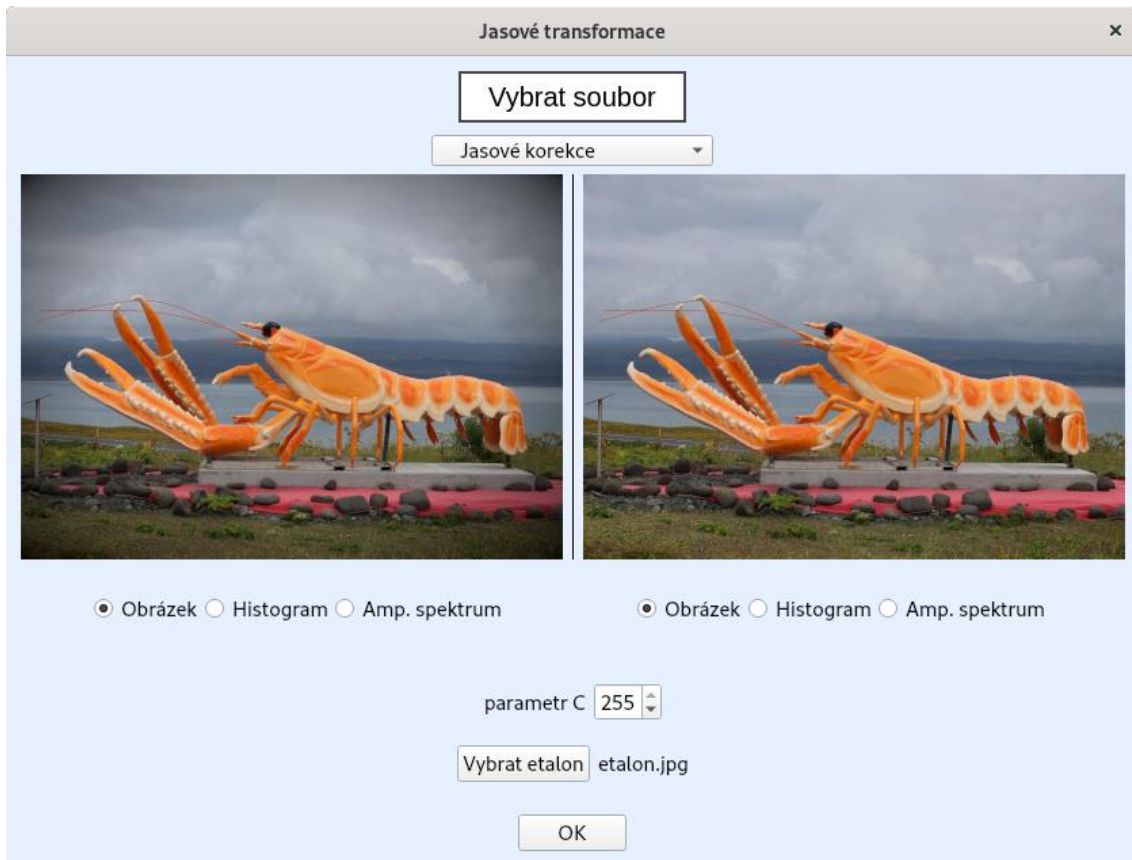 Jasové transformace
Vybrat soubor
Jasové korekce
Obrázek Histogram Amp. spektrum Obrázek Histogram Amp. spektrum
parametr C 255
Vybrat etalon etalon.jpg
OK